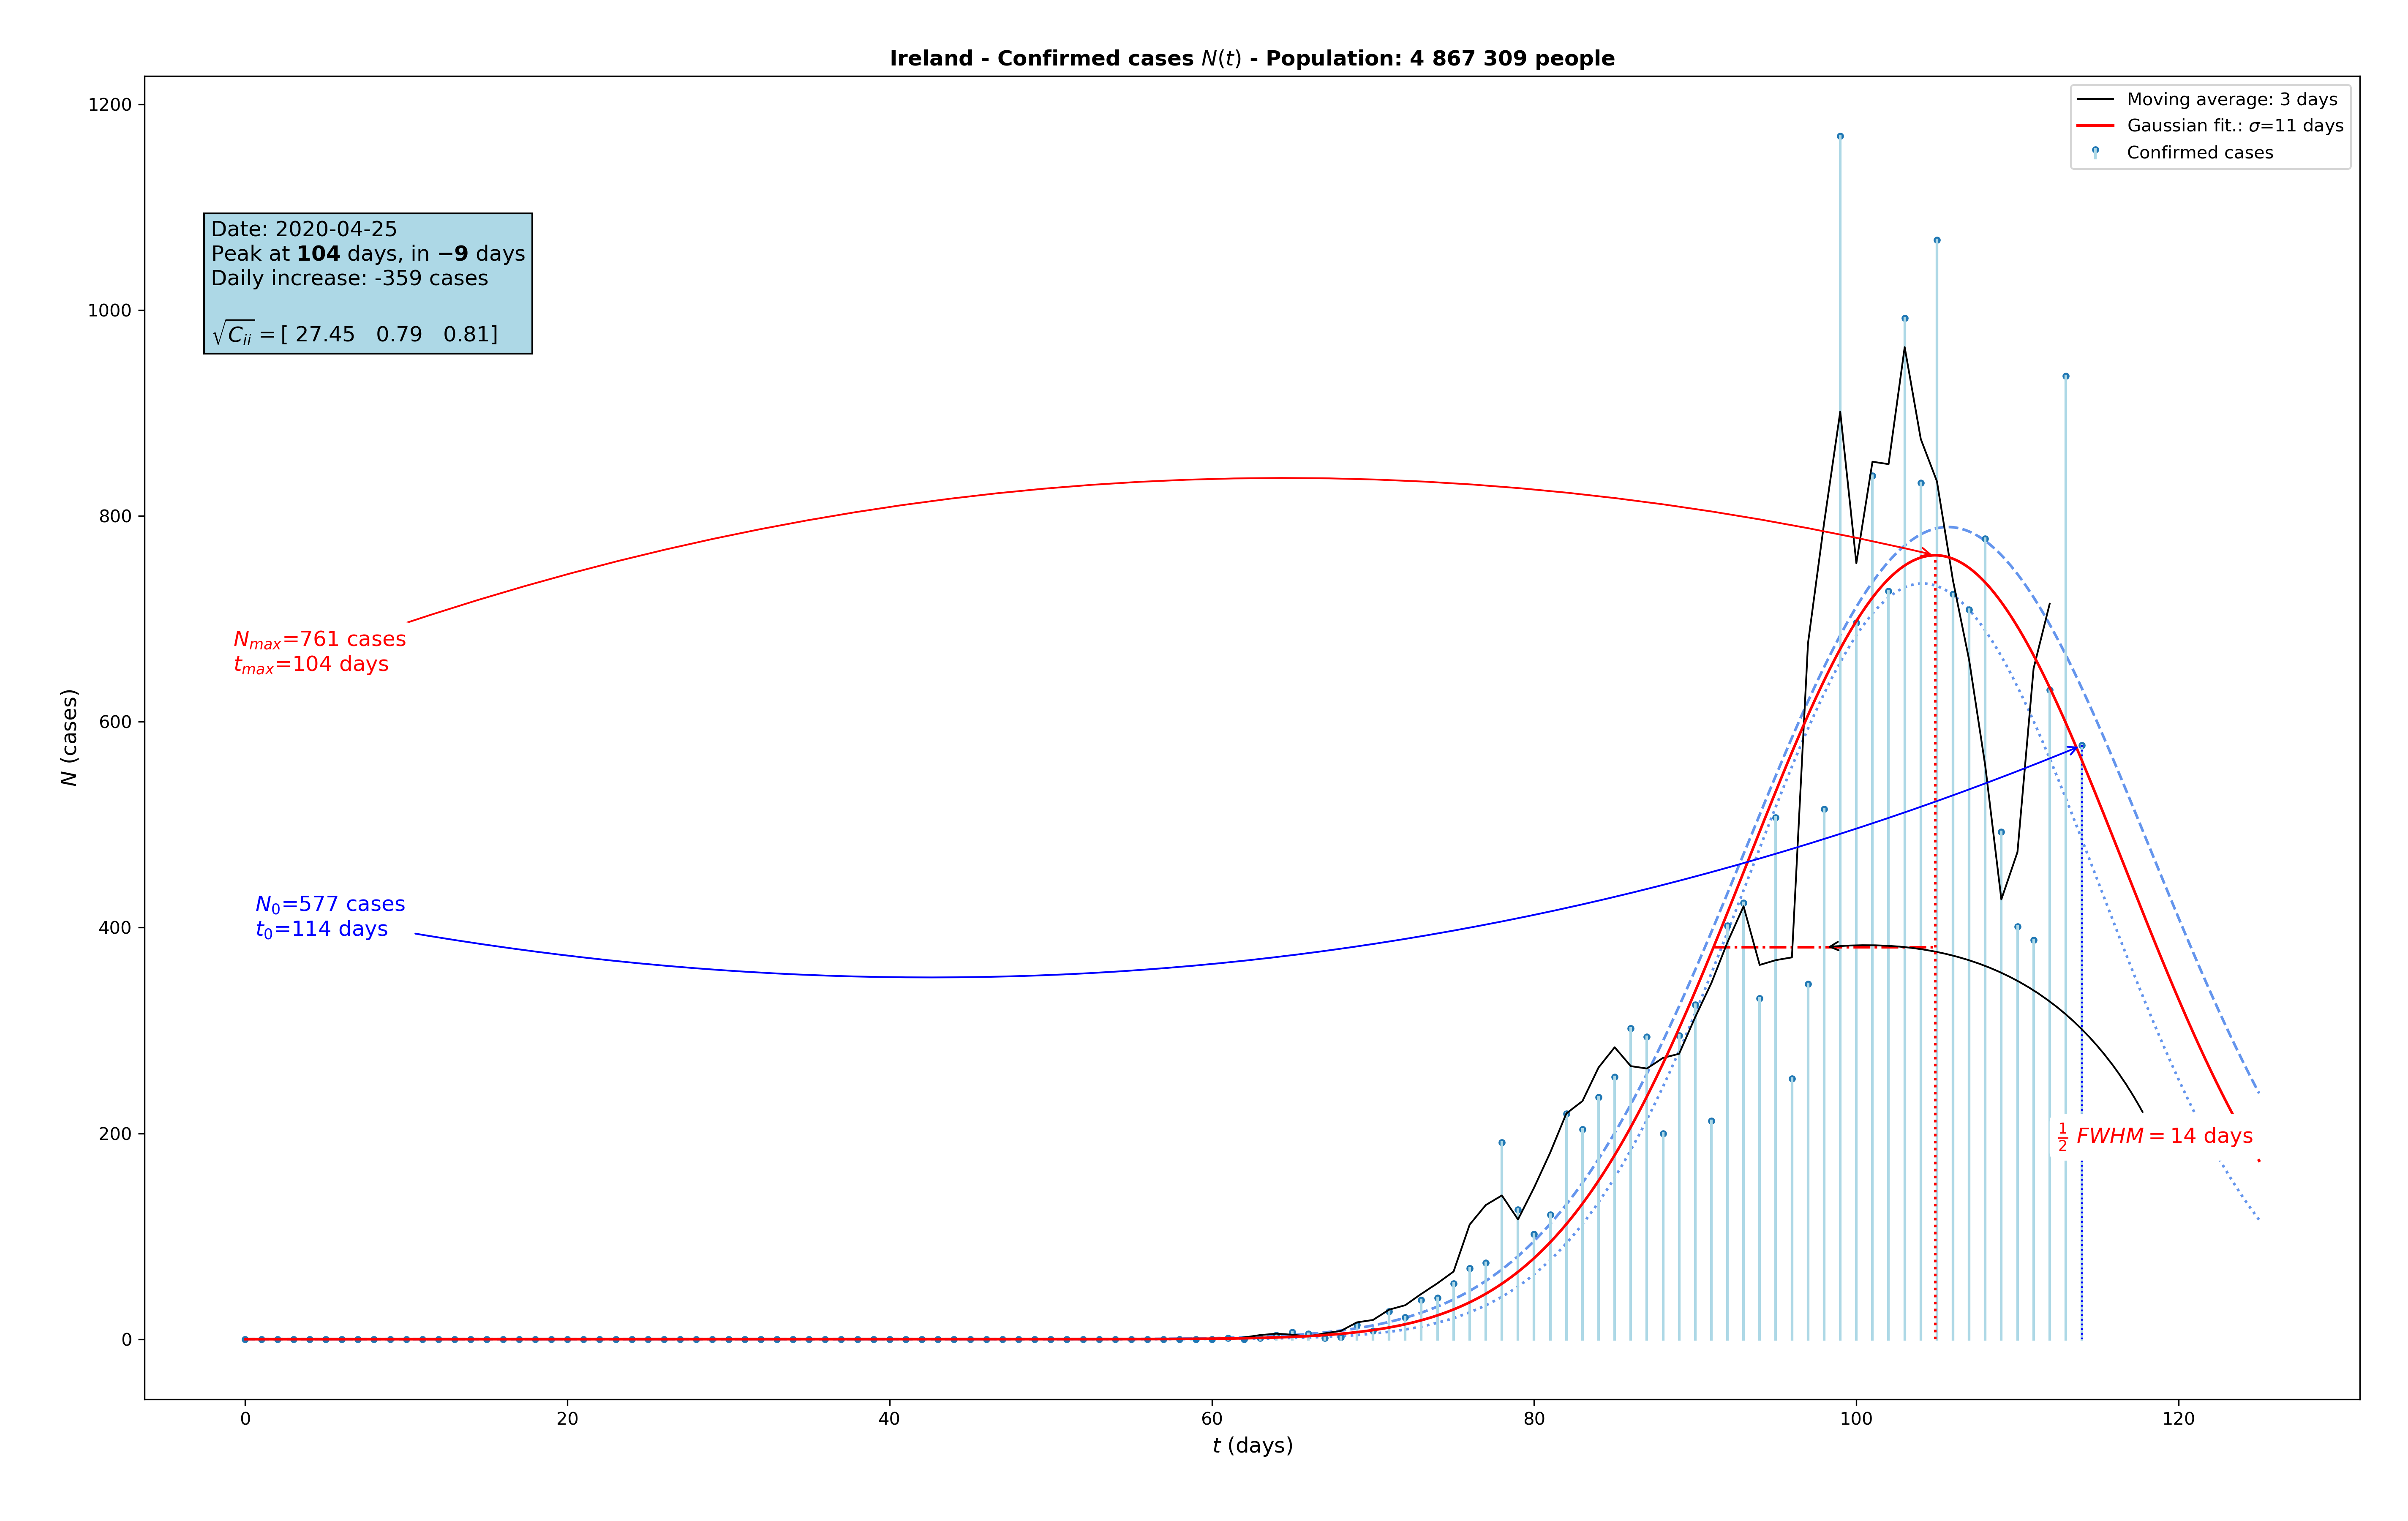 Ireland - Confirmed cases N(t) - Population: 4 867 309 people
Moving average: 3 days
Gaussian fit.: σ=11 days
Confirmed cases
Date: 2020-04-25
Peak at 104 days, in −9 days
Daily increase: -359 cases
√Cᵢᵢ = [ 27.45 0.79 0.81]
N_max=761 cases
t_max=104 days
N₀=577 cases
t₀=114 days
½ FWHM = 14 days
N (cases)
1200
1000
800
600
400
200
0
0 20 40 60 80 100 120
t (days)